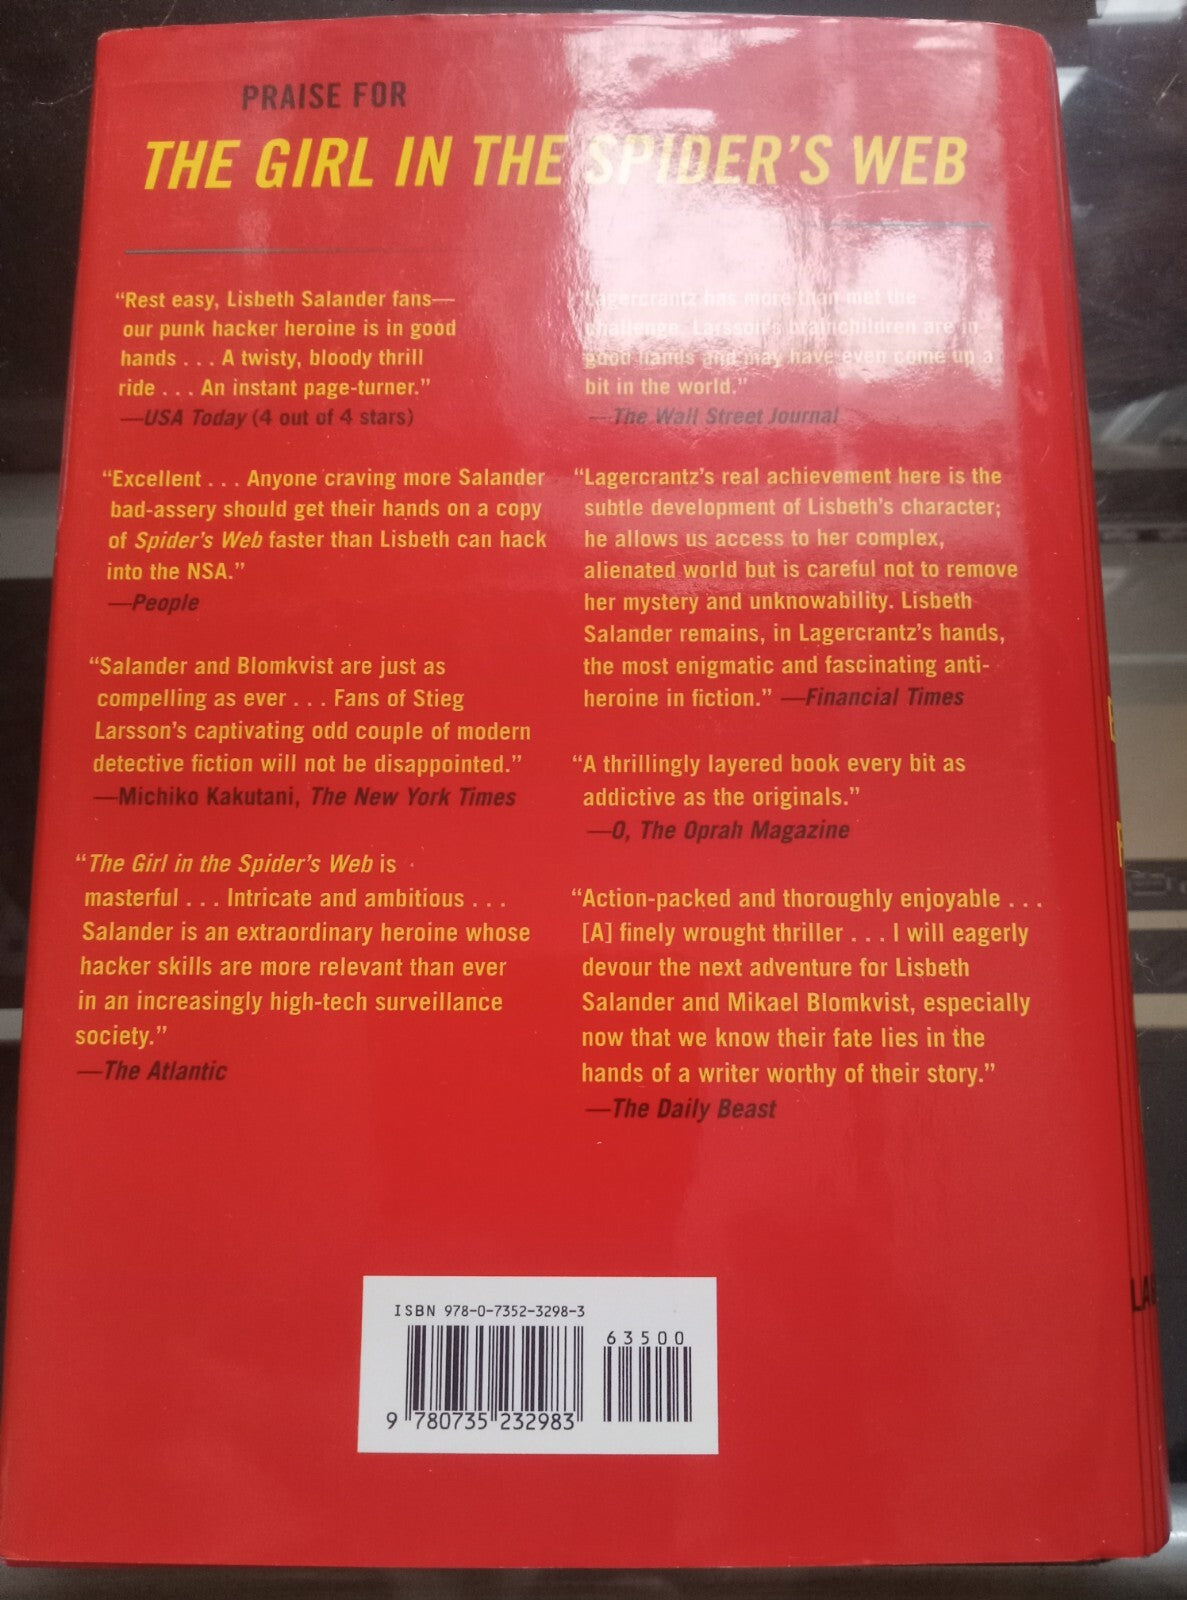 PRAISE FOR
THE GIRL IN THE SPIDER'S WEB
“Rest easy, Lisbeth Salander fans—
our punk hacker heroine is in good
hands . . . A twisty, bloody thrill
ride . . . An instant page-turner.”
—USA Today (4 out of 4 stars)
“Excellent . . . Anyone craving more Salander
bad-assery should get their hands on a copy
of Spider’s Web faster than Lisbeth can hack
into the NSA.”
—People
“Salander and Blomkvist are just as
compelling as ever . . . Fans of Stieg
Larsson’s captivating odd couple of modern
detective fiction will not be disappointed.”
—Michiko Kakutani, The New York Times
“The Girl in the Spider’s Web is
masterful . . . Intricate and ambitious . . .
Salander is an extraordinary heroine whose
hacker skills are more relevant than ever
in an increasingly high-tech surveillance
society.”
—The Atlantic
“Lagercrantz has more than met the
challenge. Larsson’s brainchildren are in
good hands and may have even come up a
bit in the world.”
—The Wall Street Journal
“Lagercrantz’s real achievement here is the
subtle development of Lisbeth’s character;
he allows us access to her complex,
alienated world but is careful not to remove
her mystery and unknowability. Lisbeth
Salander remains, in Lagercrantz’s hands,
the most enigmatic and fascinating anti-
heroine in fiction.” —Financial Times
“A thrillingly layered book every bit as
addictive as the originals.”
—O, The Oprah Magazine
“Action-packed and thoroughly enjoyable . . .
[A] finely wrought thriller . . . I will eagerly
devour the next adventure for Lisbeth
Salander and Mikael Blomkvist, especially
now that we know their fate lies in the
hands of a writer worthy of their story.”
—The Daily Beast
ISBN 978-0-7352-3298-3
63500
9 780735 232983